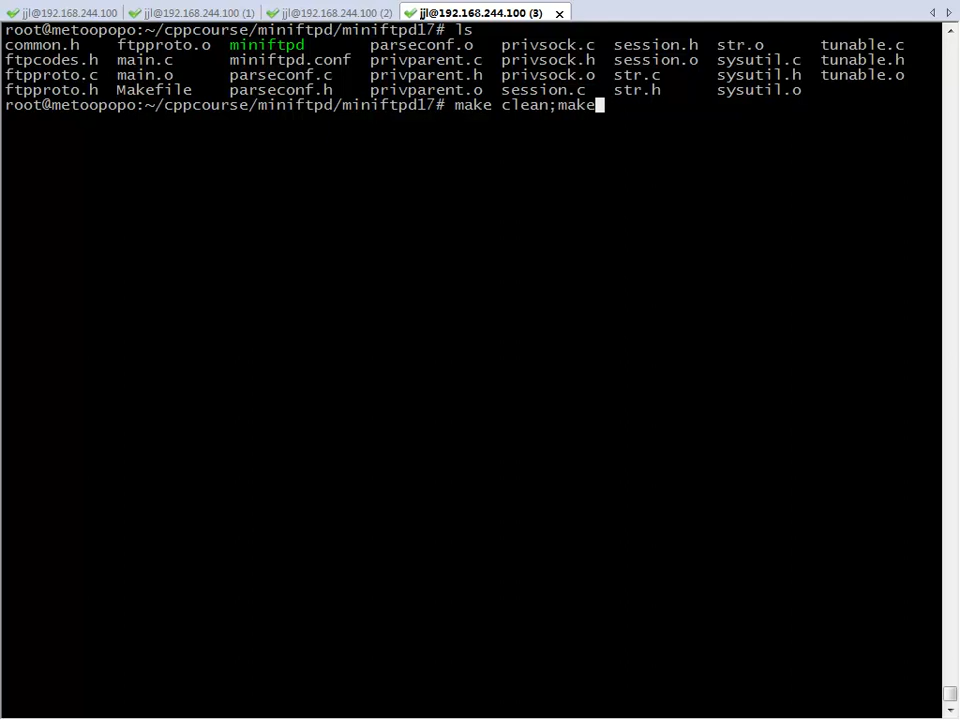 jjl@192.168.244.100 jjl@192.168.244.100 (1) jjl@192.168.244.100 (2) jjl@192.168.244.100 (3)
root@metoopopo:~/cppcourse/miniftpd/miniftpd17# ls
common.h ftpproto.o miniftpd parseconf.o privsock.c session.h str.o tunable.c
ftpcodes.h main.c miniftpd.conf privparent.c privsock.h session.o sysutil.c tunable.h
ftpproto.c main.o parseconf.c privparent.h privsock.o str.c sysutil.h tunable.o
ftpproto.h Makefile parseconf.h privparent.o session.c str.h sysutil.o
root@metoopopo:~/cppcourse/miniftpd/miniftpd17# make clean;make